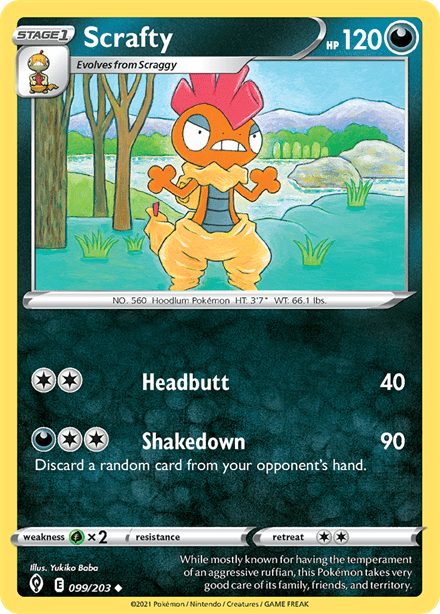 STAGE 1
Scrafty
HP 120
Evolves from Scraggy
NO. 560 Hoodlum Pokémon HT: 3'7" WT: 66.1 lbs.
Headbutt 40
Shakedown 90
Discard a random card from your opponent's hand.
weakness ×2 resistance retreat
Illus. Yukiko Baba
While mostly known for having the temperament
of an aggressive ruffian, this Pokémon takes very
good care of its family, friends, and territory.
E 099/203
©2021 Pokémon / Nintendo / Creatures / GAME FREAK